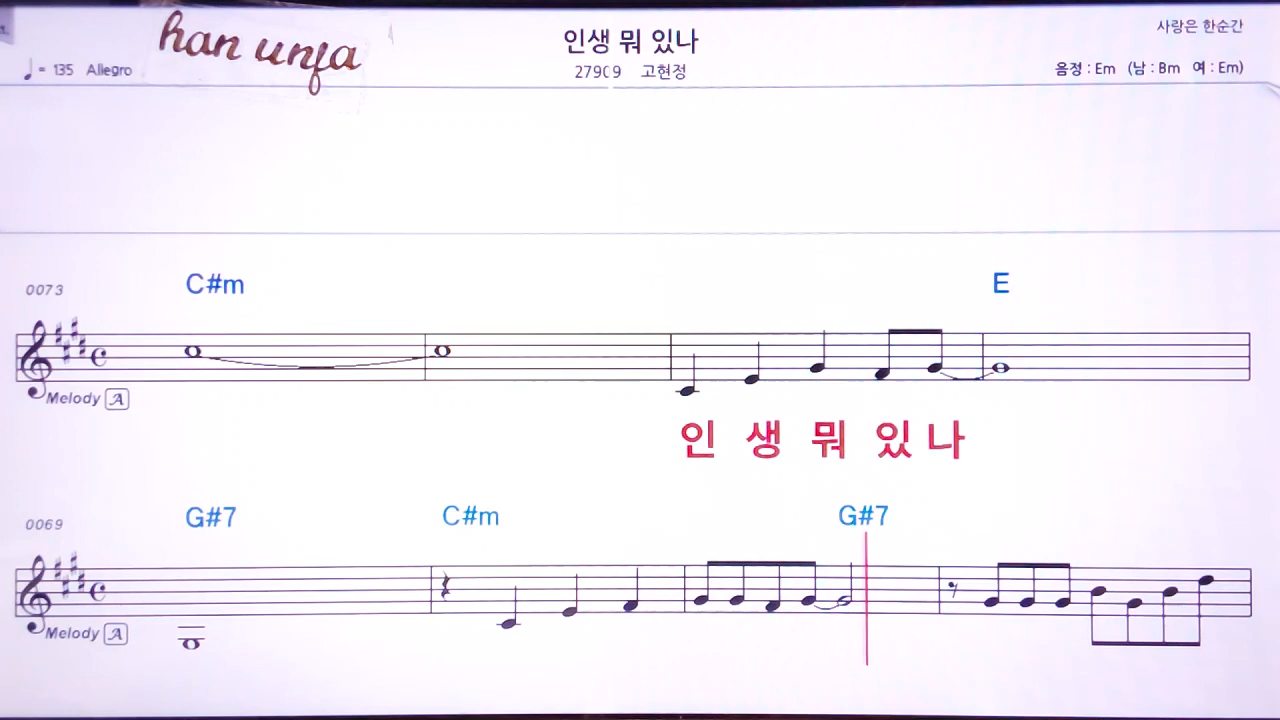 han unfa
인생 뭐 있나
사랑은 한순간
♩= 135 Allegro
27909 고현정
음정 : Em (남 : Bm 여 : Em)
0073
C#m E
Melody A
인 생 뭐 있 나
0069
G#7 C#m G#7
Melody A